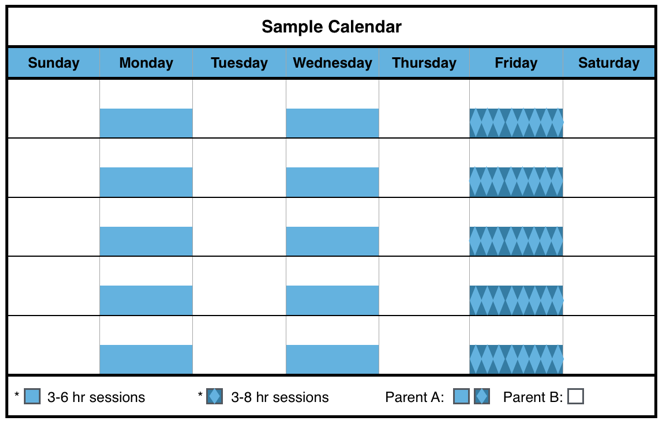 Sample Calendar
Sunday Monday Tuesday Wednesday Thursday Friday Saturday
* 3-6 hr sessions * 3-8 hr sessions Parent A: Parent B: